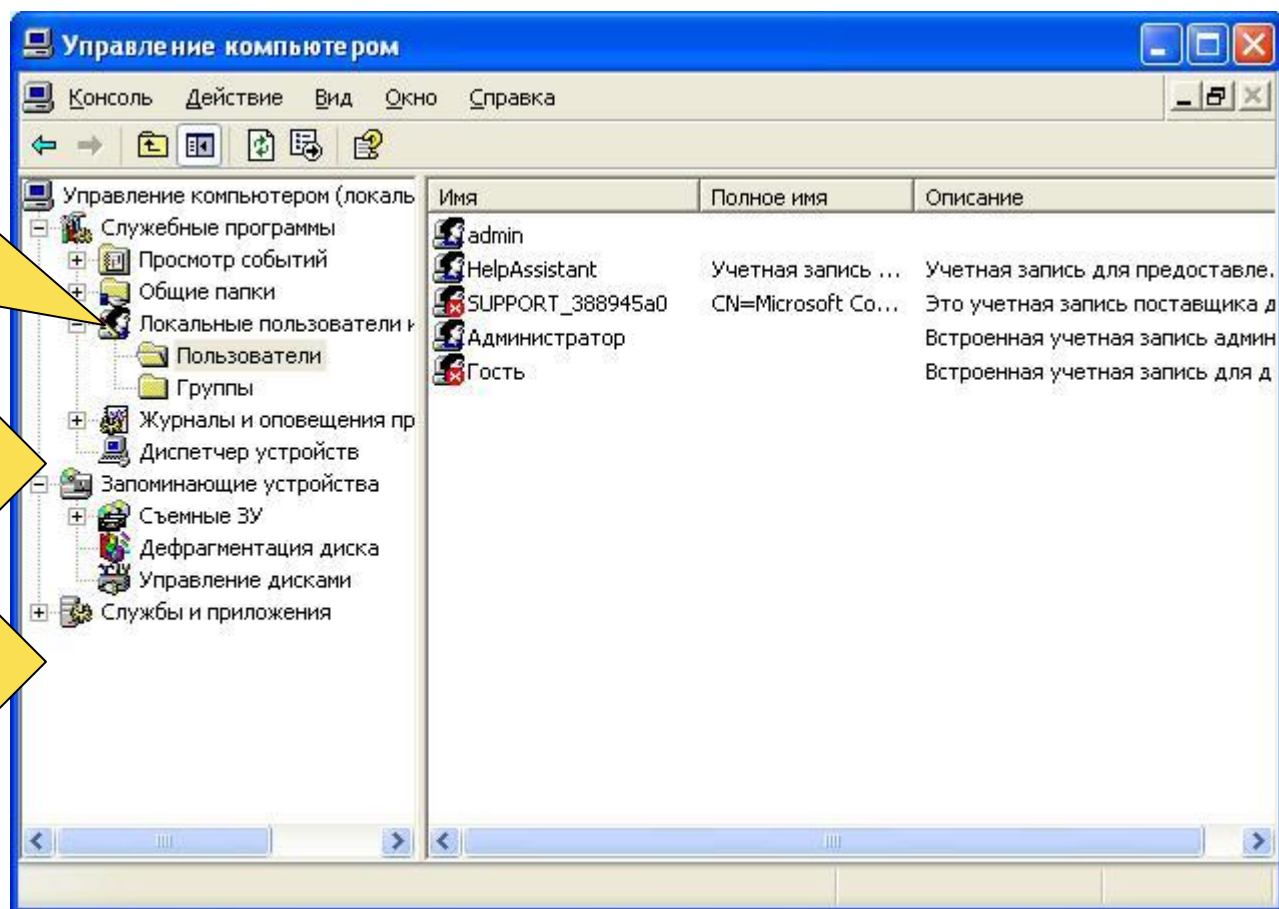 Управление компьютером
Консоль Действие Вид Окно Справка
Управление компьютером (локаль
Служебные программы
Просмотр событий
Общие папки
Локальные пользователи и
Пользователи
Группы
Журналы и оповещения пр
Диспетчер устройств
Запоминающие устройства
Съемные ЗУ
Дефрагментация диска
Управление дисками
Службы и приложения
Имя Полное имя Описание
admin
HelpAssistant Учетная запись ... Учетная запись для предоставле.
SUPPORT_388945a0 CN=Microsoft Co... Это учетная запись поставщика д
Администратор Встроенная учетная запись админ
Гость Встроенная учетная запись для д